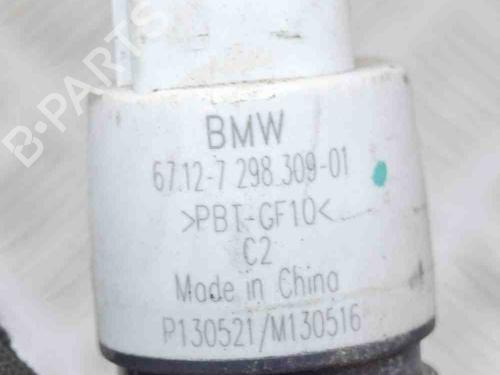 B-PARTS
BMW
67.12-7 298 309-01
>PBT-GF10<
C2
Made in China
P130521/M130516